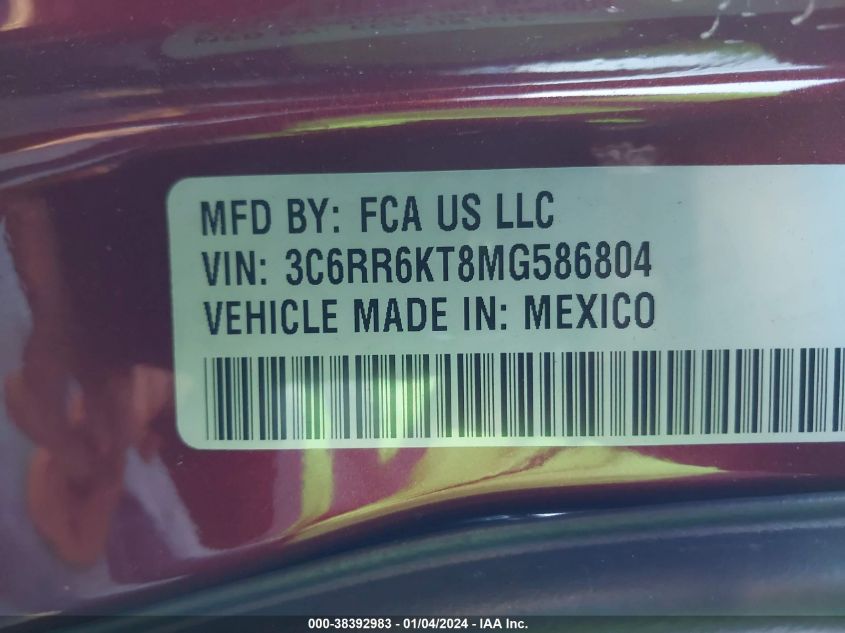 MFD BY: FCA US LLC
VIN: 3C6RR6KT8MG586804
VEHICLE MADE IN: MEXICO
000-38392983 - 01/04/2024 - IAA Inc.